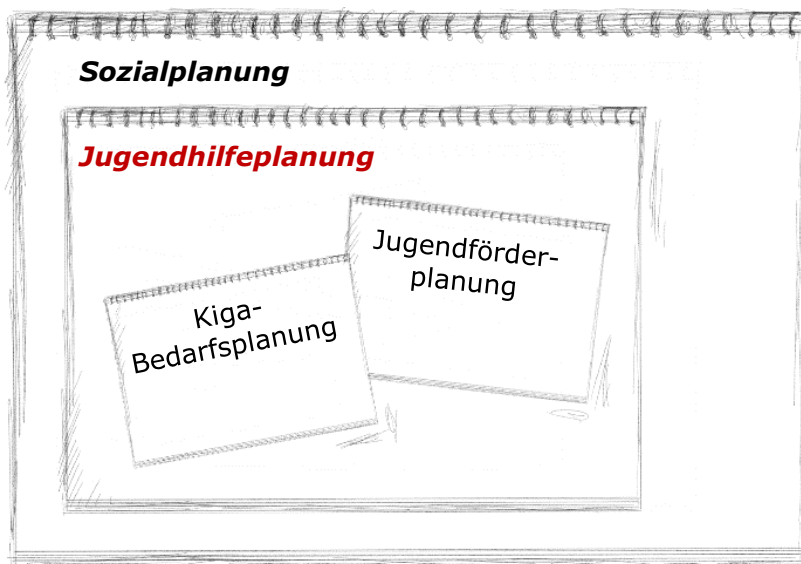 Sozialplanung
Jugendhilfeplanung
Jugendförder-
planung
Kiga-
Bedarfsplanung